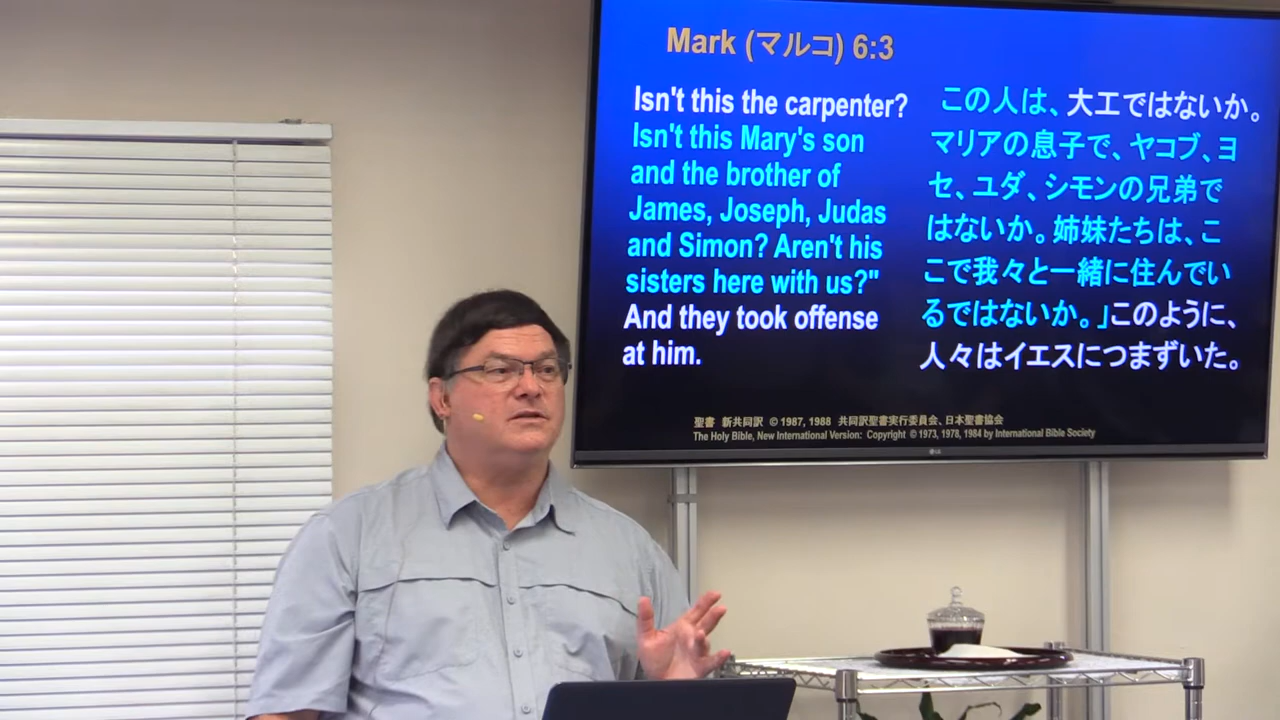 Mark (マルコ) 6:3
Isn't this the carpenter?
Isn't this Mary's son
and the brother of
James, Joseph, Judas
and Simon? Aren't his
sisters here with us?"
And they took offense
at him.
この人は、大工ではないか。
マリアの息子で、ヤコブ、ヨ
セ、ユダ、シモンの兄弟で
はないか。姉妹たちは、こ
こで我々と一緒に住んでい
るではないか。」このように、
人々はイエスにつまずいた。
聖書 新共同訳 © 1987, 1988 共同訳聖書実行委員会、日本聖書協会
The Holy Bible, New International Version: Copyright © 1973, 1978, 1984 by International Bible Society
LG